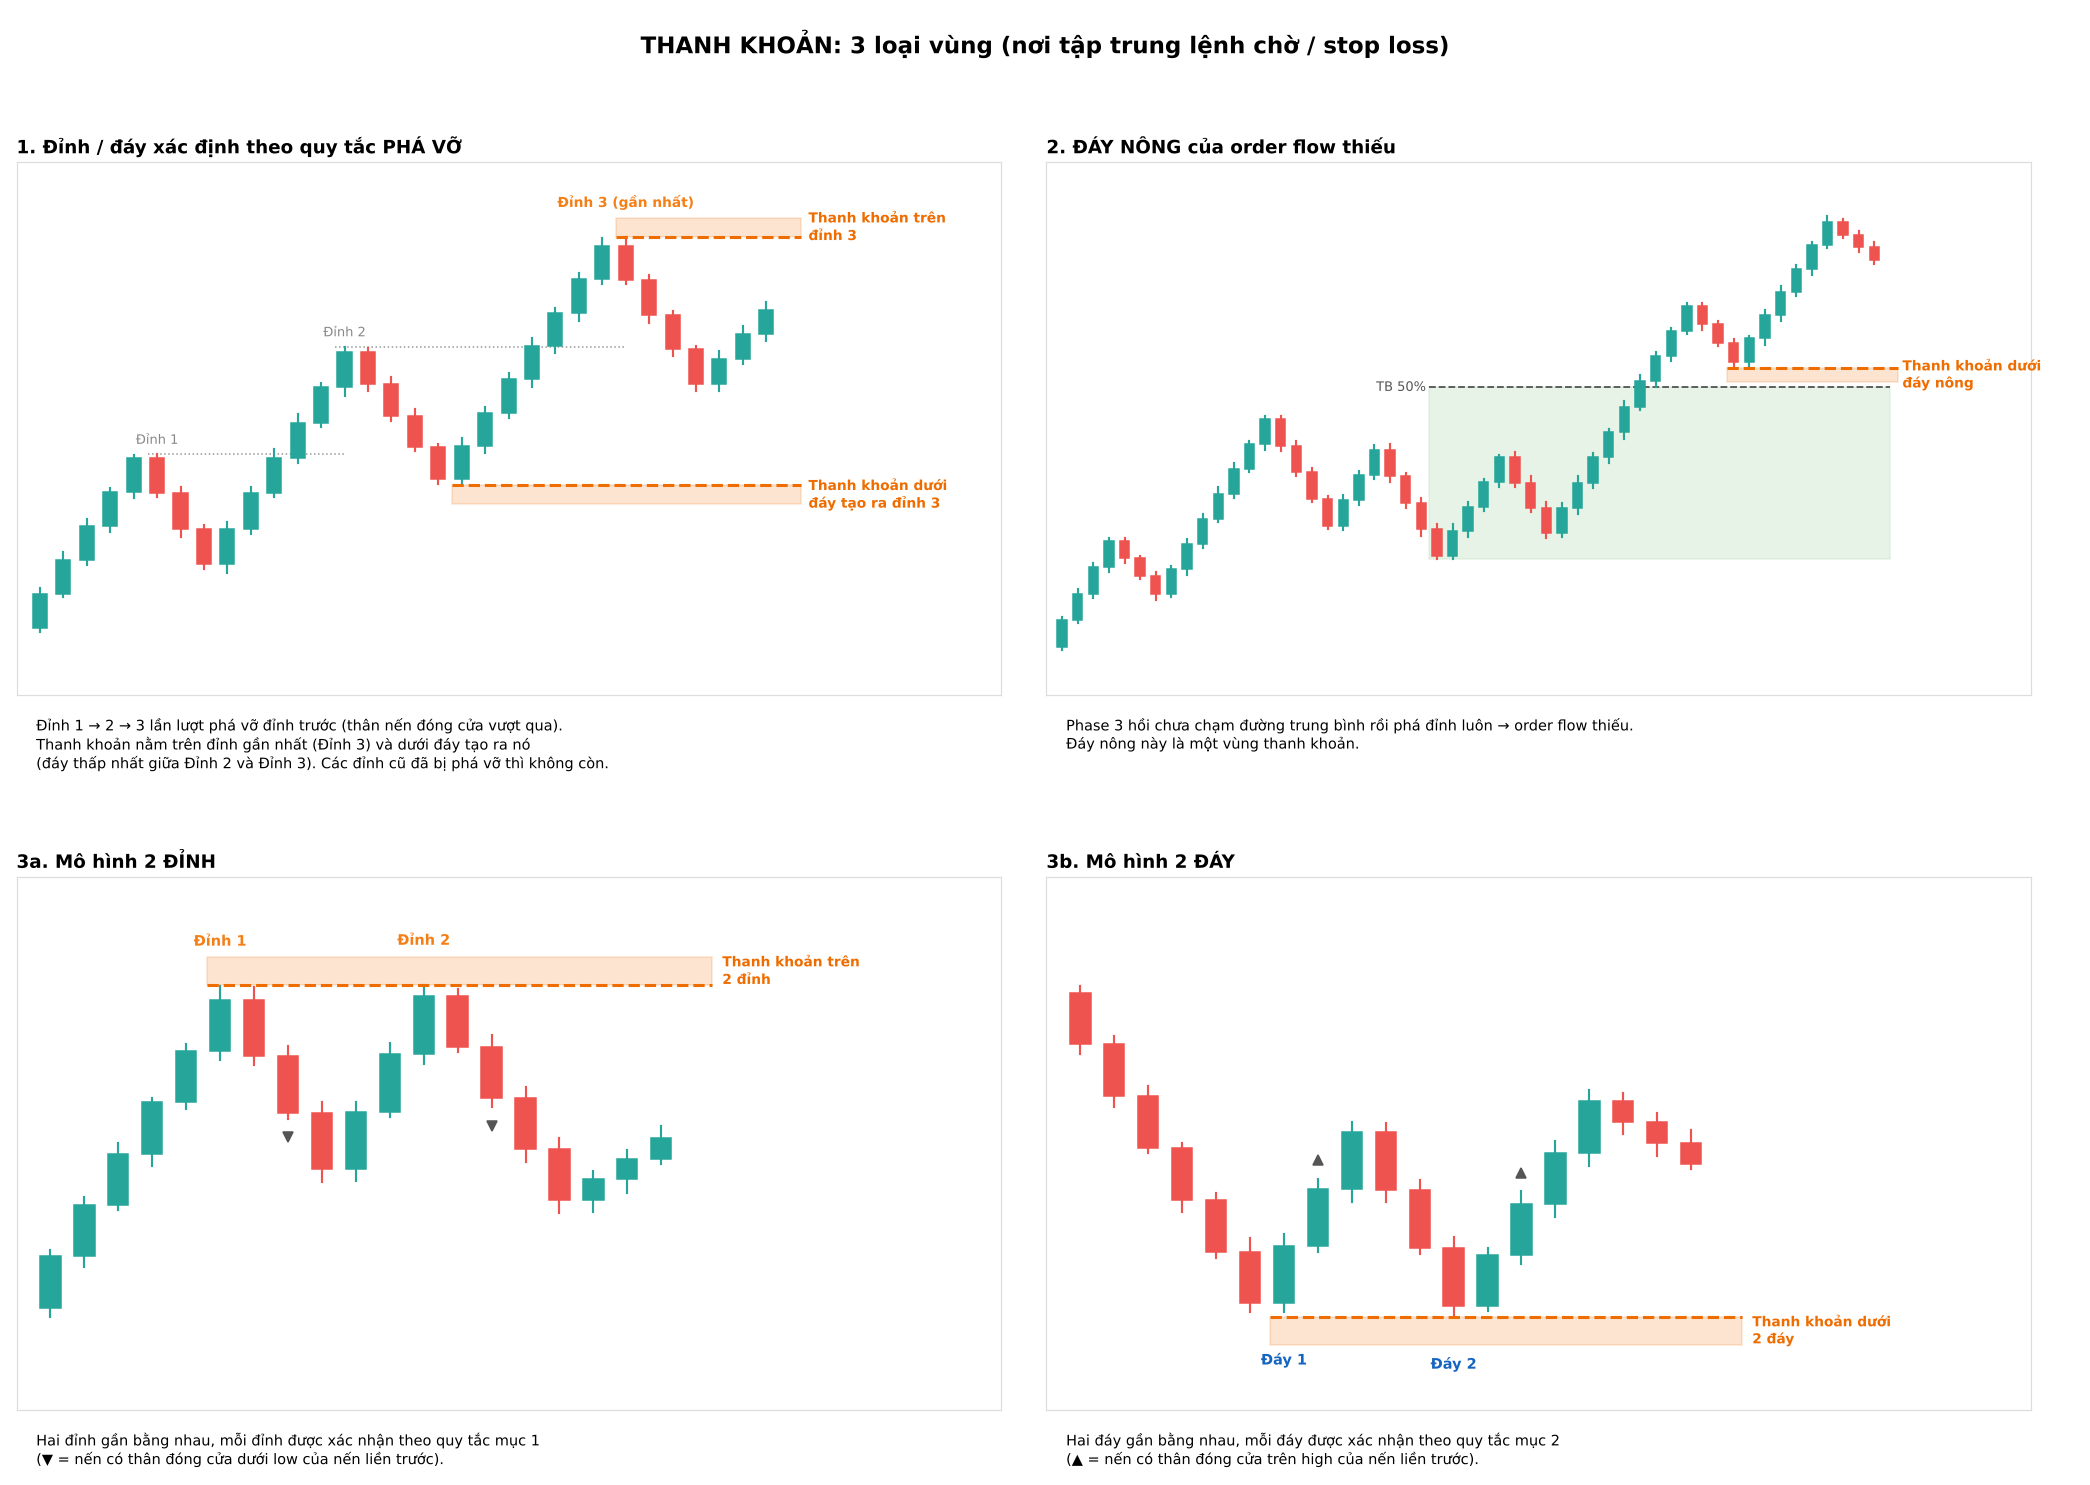 THANH KHOẢN: 3 loại vùng (nơi tập trung lệnh chờ / stop loss)
1. Đỉnh / đáy xác định theo quy tắc PHÁ VỠ
Đỉnh 3 (gần nhất)
Thanh khoản trên
đỉnh 3
Đỉnh 2
Đỉnh 1
Thanh khoản dưới
đáy tạo ra đỉnh 3
Đỉnh 1 → 2 → 3 lần lượt phá vỡ đỉnh trước (thân nến đóng cửa vượt qua).
Thanh khoản nằm trên đỉnh gần nhất (Đỉnh 3) và dưới đáy tạo ra nó
(đáy thấp nhất giữa Đỉnh 2 và Đỉnh 3). Các đỉnh cũ đã bị phá vỡ thì không còn.
2. ĐÁY NÔNG của order flow thiếu
Thanh khoản dưới
đáy nông
TB 50%
Phase 3 hồi chưa chạm đường trung bình rồi phá đỉnh luôn → order flow thiếu.
Đáy nông này là một vùng thanh khoản.
3a. Mô hình 2 ĐỈNH
Đỉnh 1
Đỉnh 2
Thanh khoản trên
2 đỉnh
Hai đỉnh gần bằng nhau, mỗi đỉnh được xác nhận theo quy tắc mục 1
(▼ = nến có thân đóng cửa dưới low của nến liền trước).
3b. Mô hình 2 ĐÁY
Thanh khoản dưới
2 đáy
Đáy 1
Đáy 2
Hai đáy gần bằng nhau, mỗi đáy được xác nhận theo quy tắc mục 2
(▲ = nến có thân đóng cửa trên high của nến liền trước).